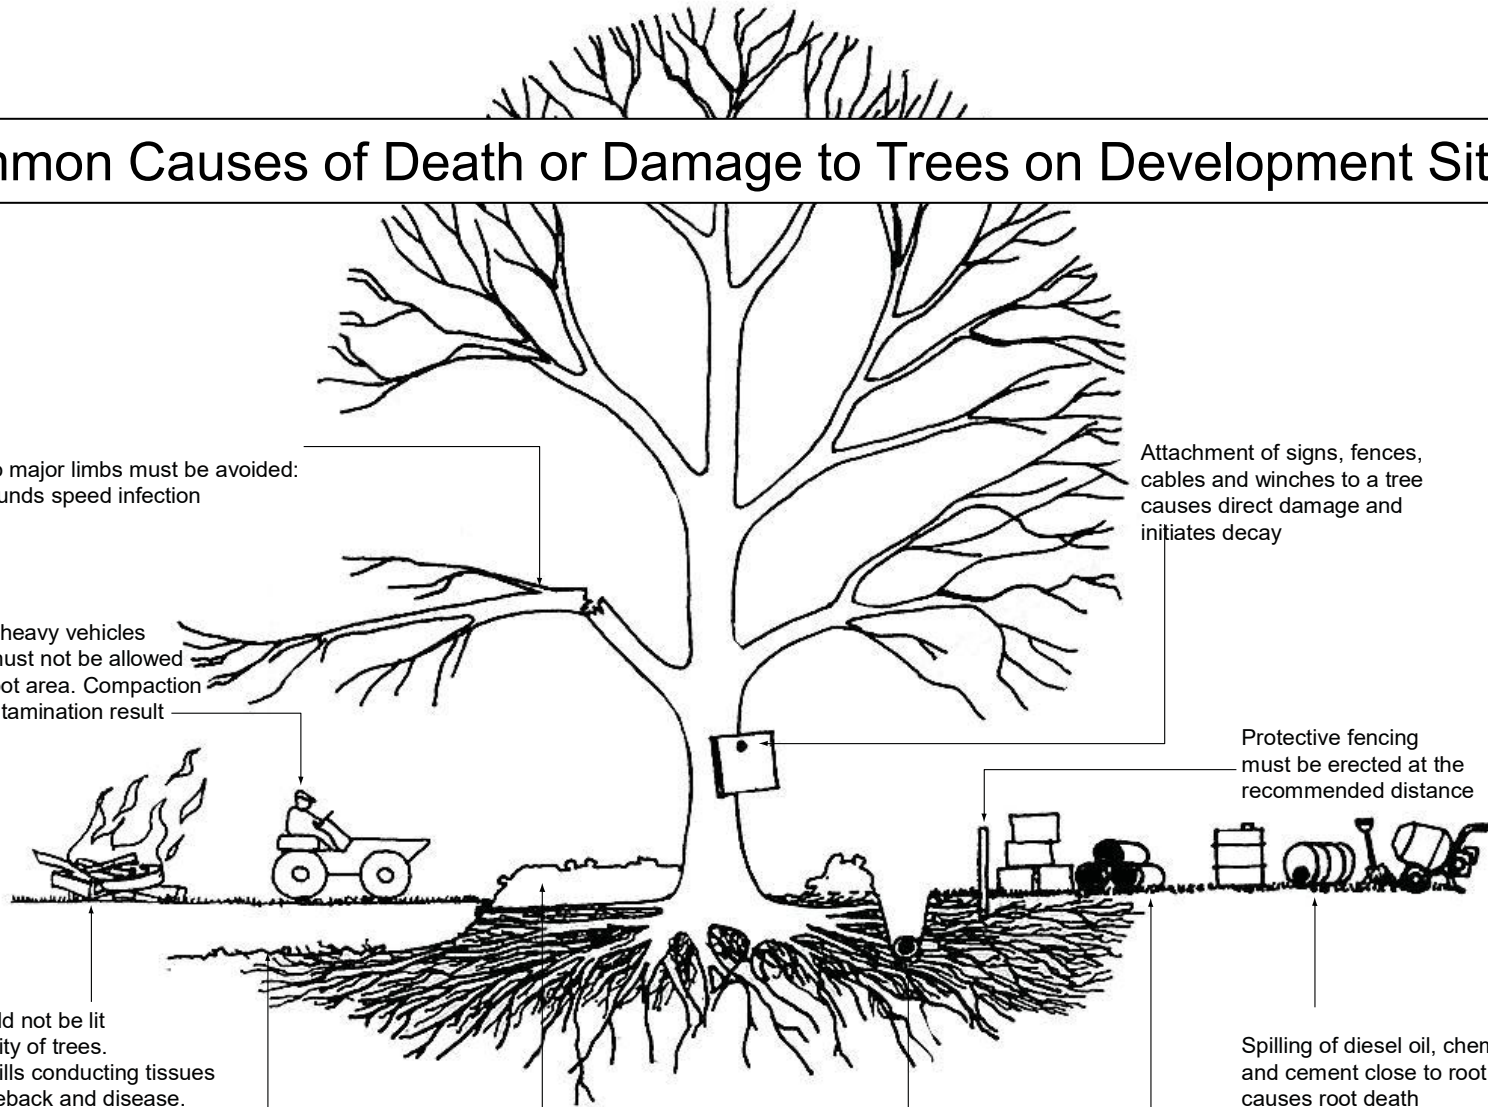 mmon Causes of Death or Damage to Trees on Development Sit
o major limbs must be avoided:
unds speed infection
Attachment of signs, fences,
cables and winches to a tree
causes direct damage and
initiates decay
heavy vehicles
must not be allowed
oot area. Compaction
tamination result
Protective fencing
must be erected at the
recommended distance
ld not be lit
ity of trees.
ills conducting tissues
eback and disease.
Spilling of diesel oil, chem
and cement close to root
causes root death